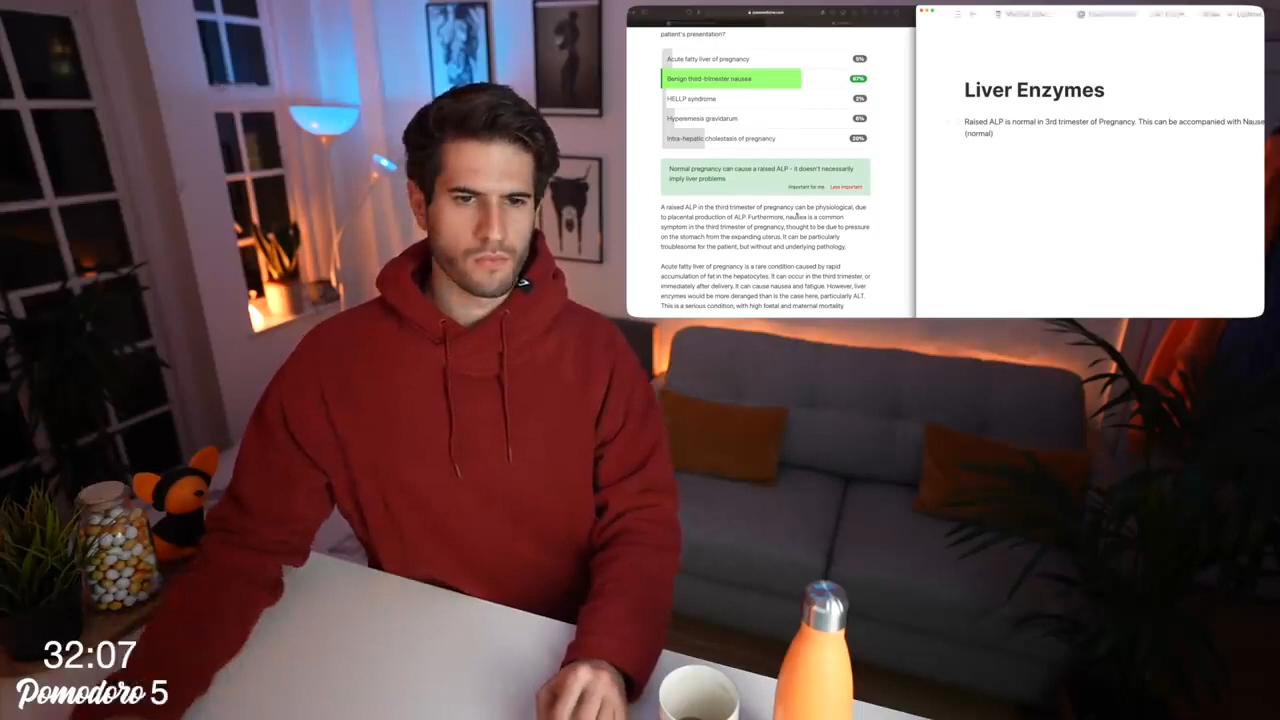 passmedicine.com
patient's presentation?
Acute fatty liver of pregnancy 5%
Benign third-trimester nausea 67%
HELLP syndrome 2%
Hyperemesis gravidarum 6%
Intra-hepatic cholestasis of pregnancy 20%
Normal pregnancy can cause a raised ALP - it doesn't necessarily
imply liver problems
Important for me Less important
A raised ALP in the third trimester of pregnancy can be physiological, due
to placental production of ALP. Furthermore, nausea is a common
symptom in the third trimester of pregnancy, thought to be due to pressure
on the stomach from the expanding uterus. It can be particularly
troublesome for the patient, but without and underlying pathology.
Acute fatty liver of pregnancy is a rare condition caused by rapid
accumulation of fat in the hepatocytes. It can occur in the third trimester, or
immediately after delivery. It can cause nausea and fatigue. However, liver
enzymes would be more deranged than is the case here, particularly ALT.
This is a serious condition, with high foetal and maternal mortality
Liver Enzymes
Raised ALP is normal in 3rd trimester of Pregnancy. This can be accompanied with Nause
(normal)
32:07
Pomodoro 5